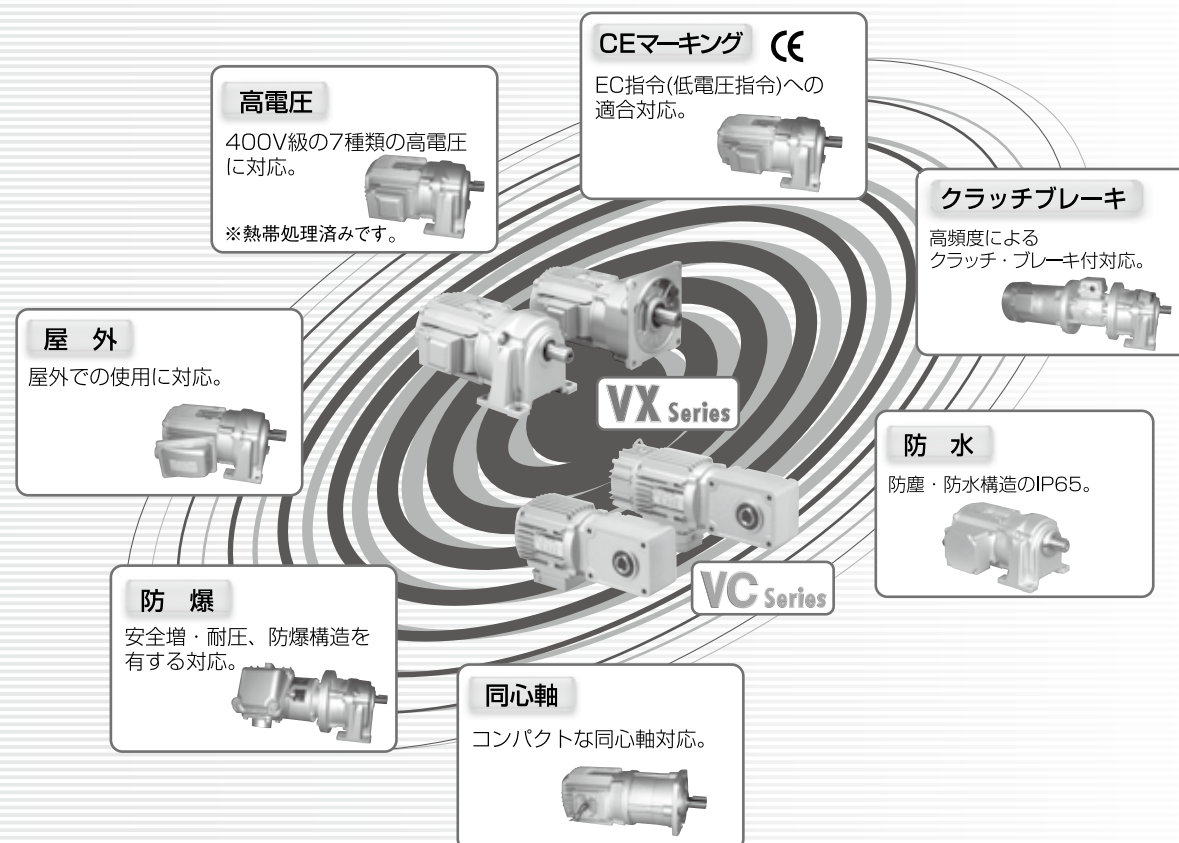 CEマーキング CE
EC指令(低電圧指令)への
適合対応。
高電圧
400V級の7種類の高電圧
に対応。
※熱帯処理済みです。
クラッチブレーキ
高頻度による
クラッチ・ブレーキ付対応。
屋 外
屋外での使用に対応。
VX Series
防 水
防塵・防水構造のIP65。
VC Series
防 爆
安全増・耐圧、防爆構造を
有する対応。
同心軸
コンパクトな同心軸対応。